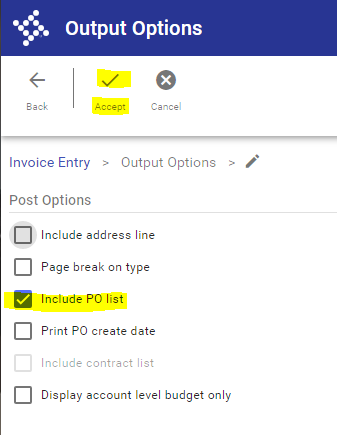 Output Options
Back Accept Cancel
Invoice Entry > Output Options >
Post Options
Include address line
Page break on type
Include PO list
Print PO create date
Include contract list
Display account level budget only